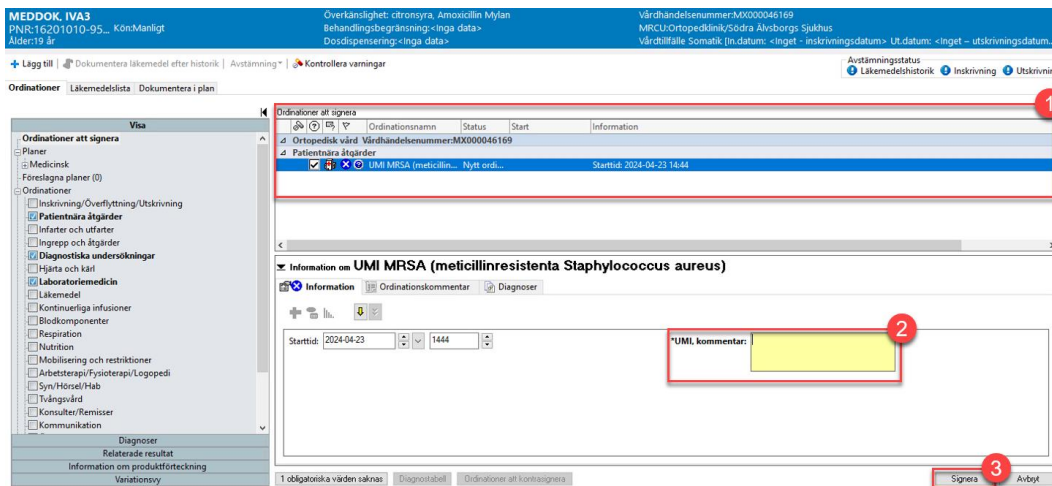 MEDDOK, IVA3
PNR:16201010-95... Kön:Manligt
Ålder:19 år
Överkänslighet: citronsyra, Amoxicillin Mylan
Behandlingsbegränsning:<Inga data>
Dosdispensering:<Inga data>
Vårdhändelsenummer:MX000046169
MRCU:Ortopedklinik/Södra Älvsborgs Sjukhus
Vårdtillfälle Somatik [In.datum: <Inget - inskrivningsdatum> Ut.datum: <Inget – utskrivningsdatum...
Lägg till Dokumentera läkemedel efter historik Avstämning Kontrollera varningar
Avstämningsstatus
Läkemedelshistorik Inskrivning Utskrivnin
Ordinationer Läkemedelslista Dokumentera i plan
Visa
Ordinationer att signera
Planer
Medicinsk
Föreslagna planer (0)
Ordinationer
Inskrivning/Överflyttning/Utskrivning
Patientnära åtgärder
Infarter och utfarter
Ingrepp och åtgärder
Diagnostiska undersökningar
Hjärta och kärl
Laboratoriemedicin
Läkemedel
Kontinuerliga infusioner
Blodkomponenter
Respiration
Nutrition
Mobilisering och restriktioner
Arbetsterapi/Fysioterapi/Logopedi
Syn/Hörsel/Hab
Tvångsvård
Konsulter/Remisser
Kommunikation
Diagnoser
Relaterade resultat
Information om produktförteckning
Variationsvy
Ordinationer att signera
1
Ordinationsnamn Status Start Information
Ortopedisk vård Vårdhändelsenummer:MX000046169
Patientnära åtgärder
UMI MRSA (meticillin... Nytt ordi... Starttid: 2024-04-23 14:44
Information om UMI MRSA (meticillinresistenta Staphylococcus aureus)
Information Ordinationskommentar Diagnoser
Starttid: 2024-04-23 1444
*UMI, kommentar:
2
1 obligatoriska värden saknas Diagnostabell Ordinationer att kontrasignera
Signera Avbryt
3